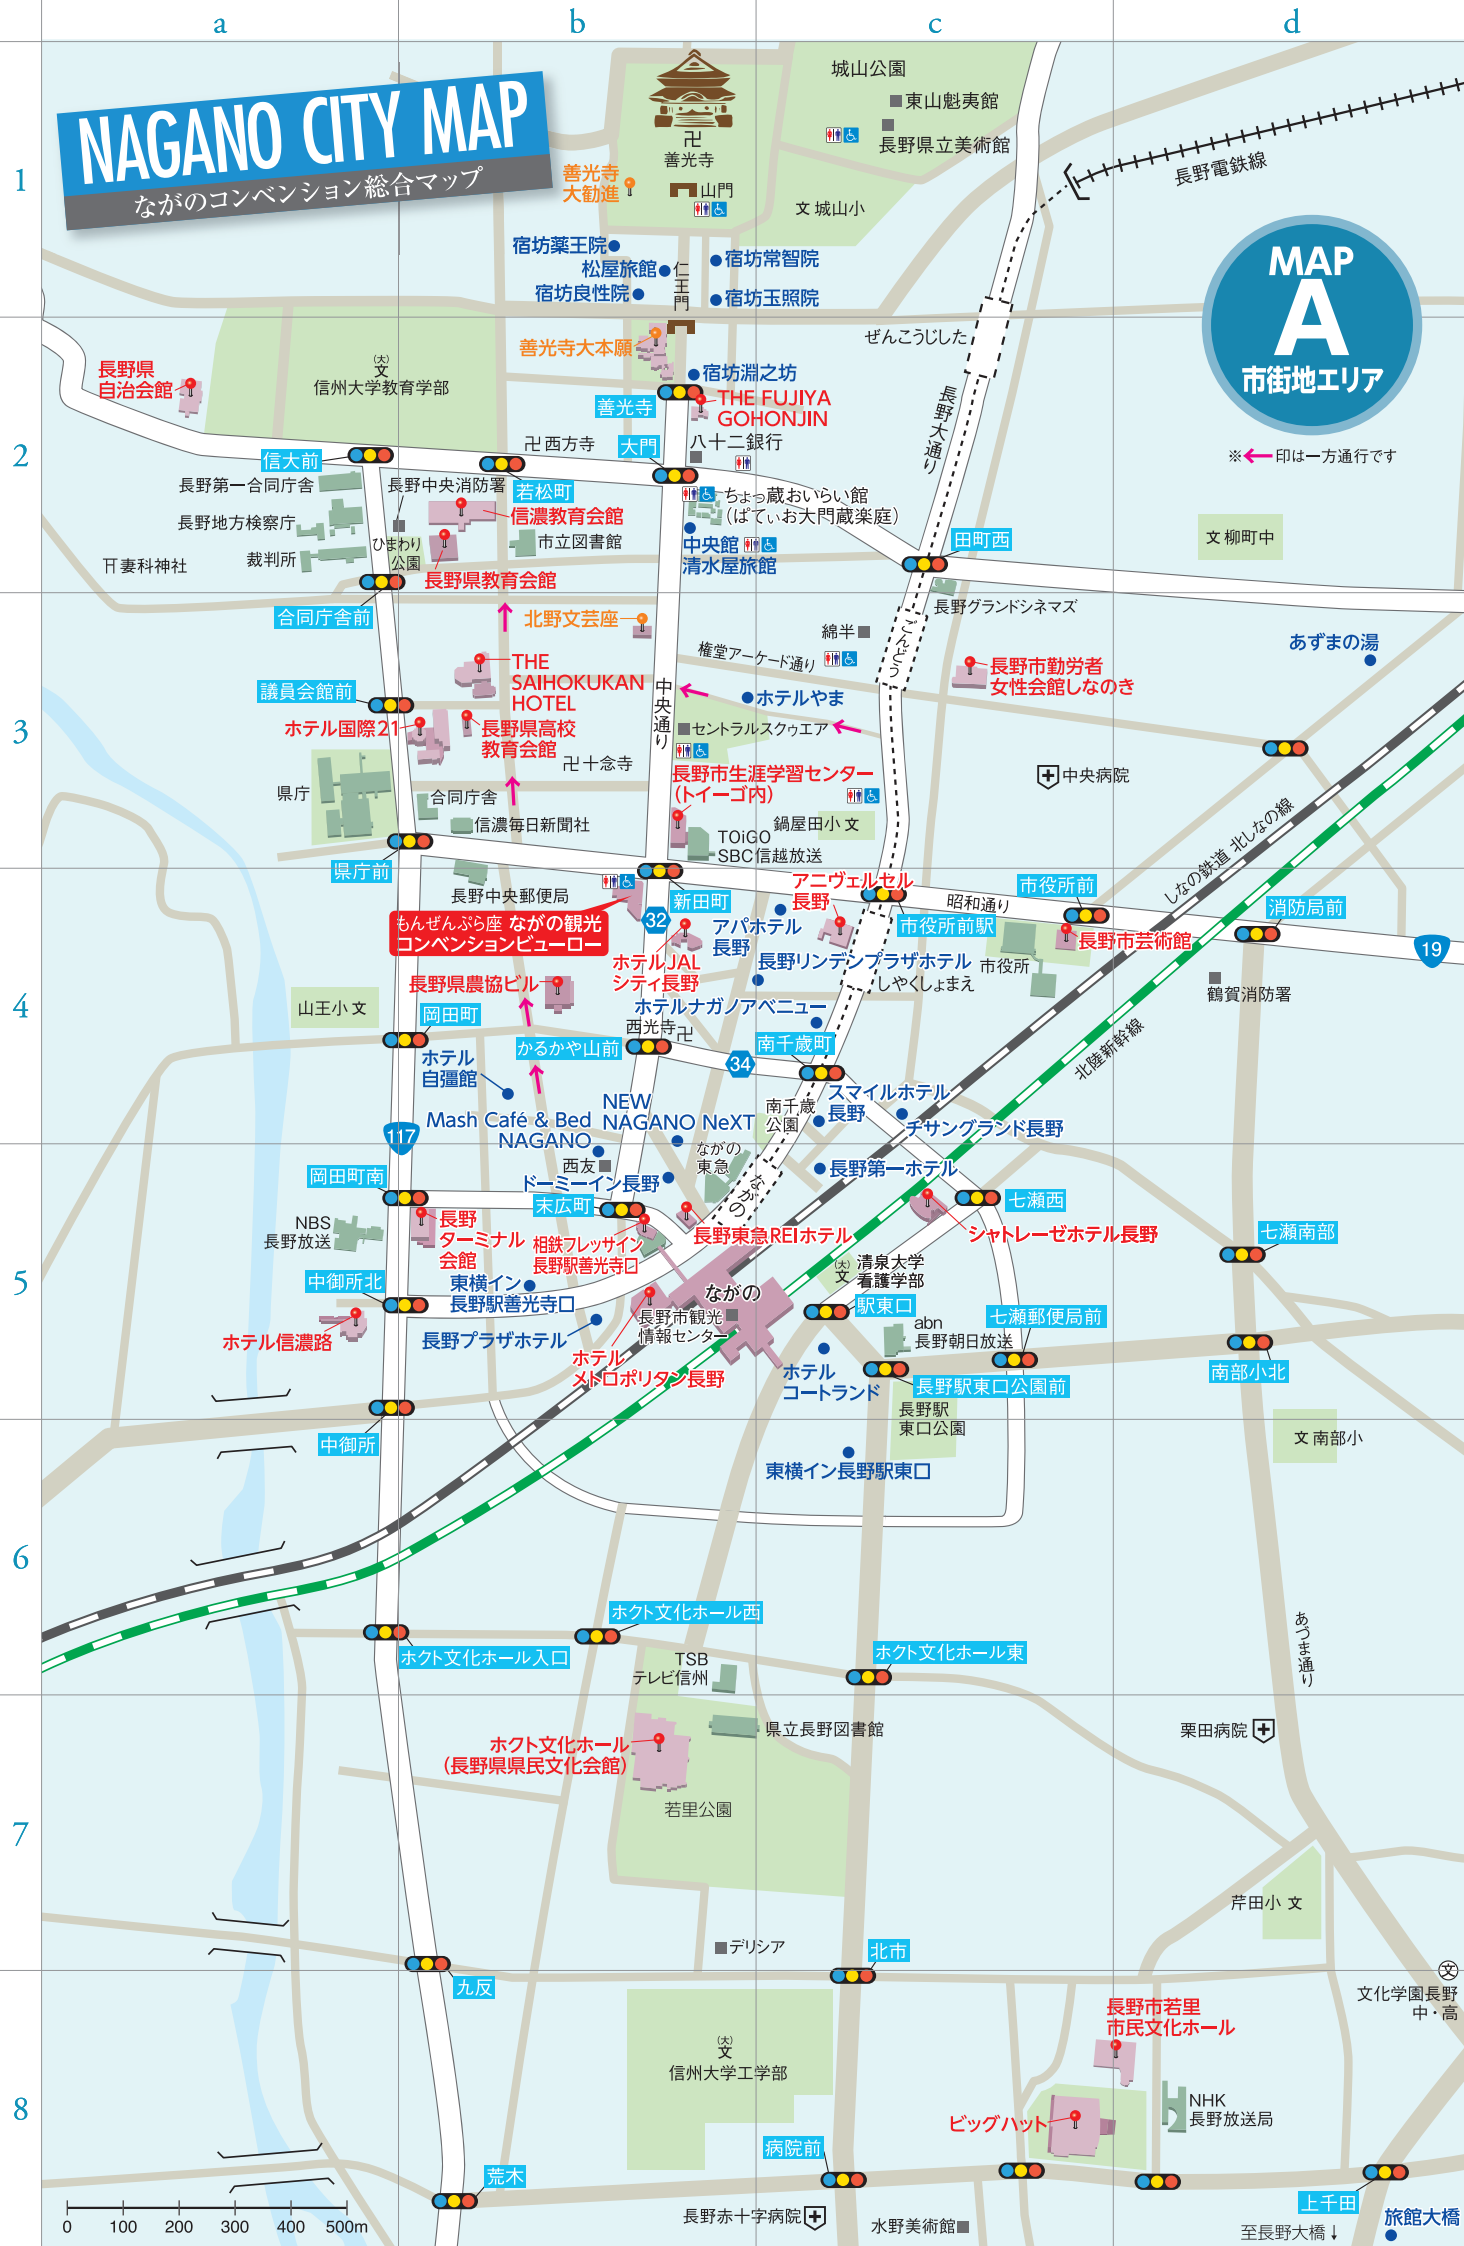 a
b
c
d
1
2
3
4
5
6
7
8
NAGANO CITY MAP
ながのコンベンション総合マップ
MAP
A
市街地エリア
※←印は一方通行です
城山公園
東山魁夷館
長野県立美術館
卍
善光寺
善光寺
大勧進
山門
文 城山小
長野電鉄線
宿坊薬王院
松屋旅館
宿坊良性院
仁王門
宿坊常智院
宿坊玉照院
ぜんこうじした
善光寺大本願
宿坊淵之坊
長野県
自治会館
(大)
文
信州大学教育学部
善光寺
THE FUJIYA
GOHONJIN
長野大通り
卍西方寺
大門
八十二銀行
信大前
若松町
長野第一合同庁舎
長野中央消防署
信濃教育会館
ちょっ蔵おいらい館
(ぱてぃお大門蔵楽庭)
長野地方検察庁
ひまわり
公園
市立図書館
中央館
清水屋旅館
田町西
文 柳町中
妻科神社
裁判所
長野県教育会館
合同庁舎前
北野文芸座
長野グランドシネマズ
綿半
ごんどう
権堂アーケード通り
あずまの湯
長野市勤労者
女性会館しなのき
THE
SAIHOKUKAN
HOTEL
議員会館前
中央通り
ホテルやま
ホテル国際21
長野県高校
教育会館
セントラルスクゥエア
卍十念寺
長野市生涯学習センター
(トイーゴ内)
中央病院
県庁
合同庁舎
信濃毎日新聞社
鍋屋田小 文
TOiGO
SBC信越放送
しなの鉄道 北しなの線
県庁前
長野中央郵便局
新田町
アニヴェルセル
長野
昭和通り
市役所前
消防局前
もんぜんぷら座 ながの観光
コンベンションビューロー
32
アパホテル
長野
市役所前駅
長野市芸術館
19
ホテルJAL
シティ長野
長野リンデンプラザホテル
市役所
しやくしょまえ
長野県農協ビル
鶴賀消防署
山王小 文
ホテルナガノアベニュー
岡田町
西光寺卍
かるかや山前
34
南千歳町
北陸新幹線
ホテル
自彊館
スマイルホテル
長野
南千歳
公園
チサングランド長野
NEW
NAGANO NeXT
Mash Café & Bed
NAGANO
117
西友
ながの
東急
ドーミーイン長野
ながの
長野第一ホテル
岡田町南
末広町
七瀬西
NBS
長野放送
長野
ターミナル
会館
相鉄フレッサイン
長野駅善光寺口
長野東急REIホテル
シャトレーゼホテル長野
七瀬南部
中御所北
東横イン
長野駅善光寺口
ながの
(大)
文
清泉大学
看護学部
駅東口
七瀬郵便局前
ホテル信濃路
長野プラザホテル
長野市観光
情報センター
abn
長野朝日放送
ホテル
メトロポリタン長野
ホテル
コートランド
長野駅東口公園前
南部小北
中御所
長野駅
東口公園
文 南部小
東横イン長野駅東口
ホクト文化ホール西
あづま通り
ホクト文化ホール入口
TSB
テレビ信州
ホクト文化ホール東
県立長野図書館
栗田病院
ホクト文化ホール
(長野県県民文化会館)
若里公園
芹田小 文
デリシア
北市
九反
文
文化学園長野
中・高
(大)
文
信州大学工学部
長野市若里
市民文化ホール
NHK
長野放送局
ビッグハット
病院前
荒木
上千田
0 100 200 300 400 500m
長野赤十字病院
水野美術館
至長野大橋↓
旅館大橋